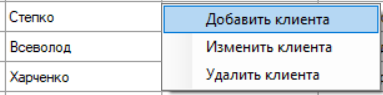 Степко Добавить клиента
Всеволод Изменить клиента
Харченко Удалить клиента